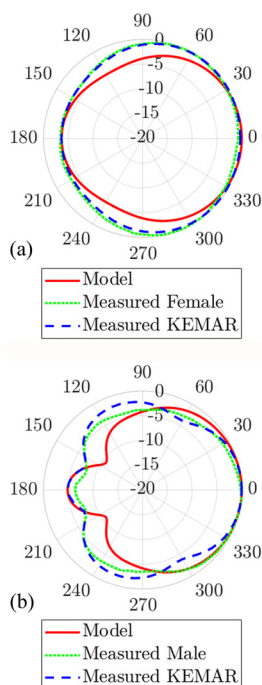 90
120 0 60
-5
150 30
-10
-15
180 -20 0
210 330
240 300
270
(a)
Model
Measured Female
Measured KEMAR
90
120 0 60
-5
150 30
-10
-15
180 -20 0
210 330
240 300
270
(b)
Model
Measured Male
Measured KEMAR